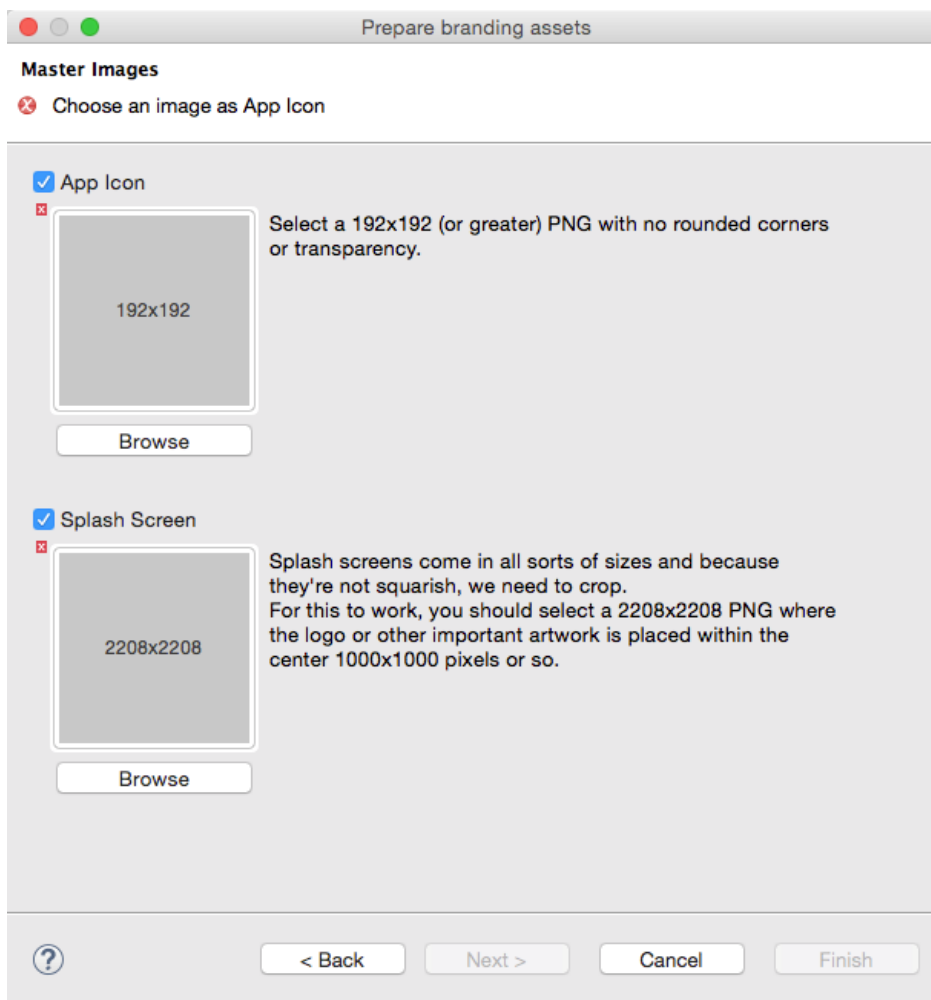 Prepare branding assets
Master Images
Choose an image as App Icon
App Icon
Select a 192x192 (or greater) PNG with no rounded corners
or transparency.
192x192
Browse
Splash Screen
Splash screens come in all sorts of sizes and because
they're not squarish, we need to crop.
For this to work, you should select a 2208x2208 PNG where
the logo or other important artwork is placed within the
center 1000x1000 pixels or so.
2208x2208
Browse
? < Back Next > Cancel Finish